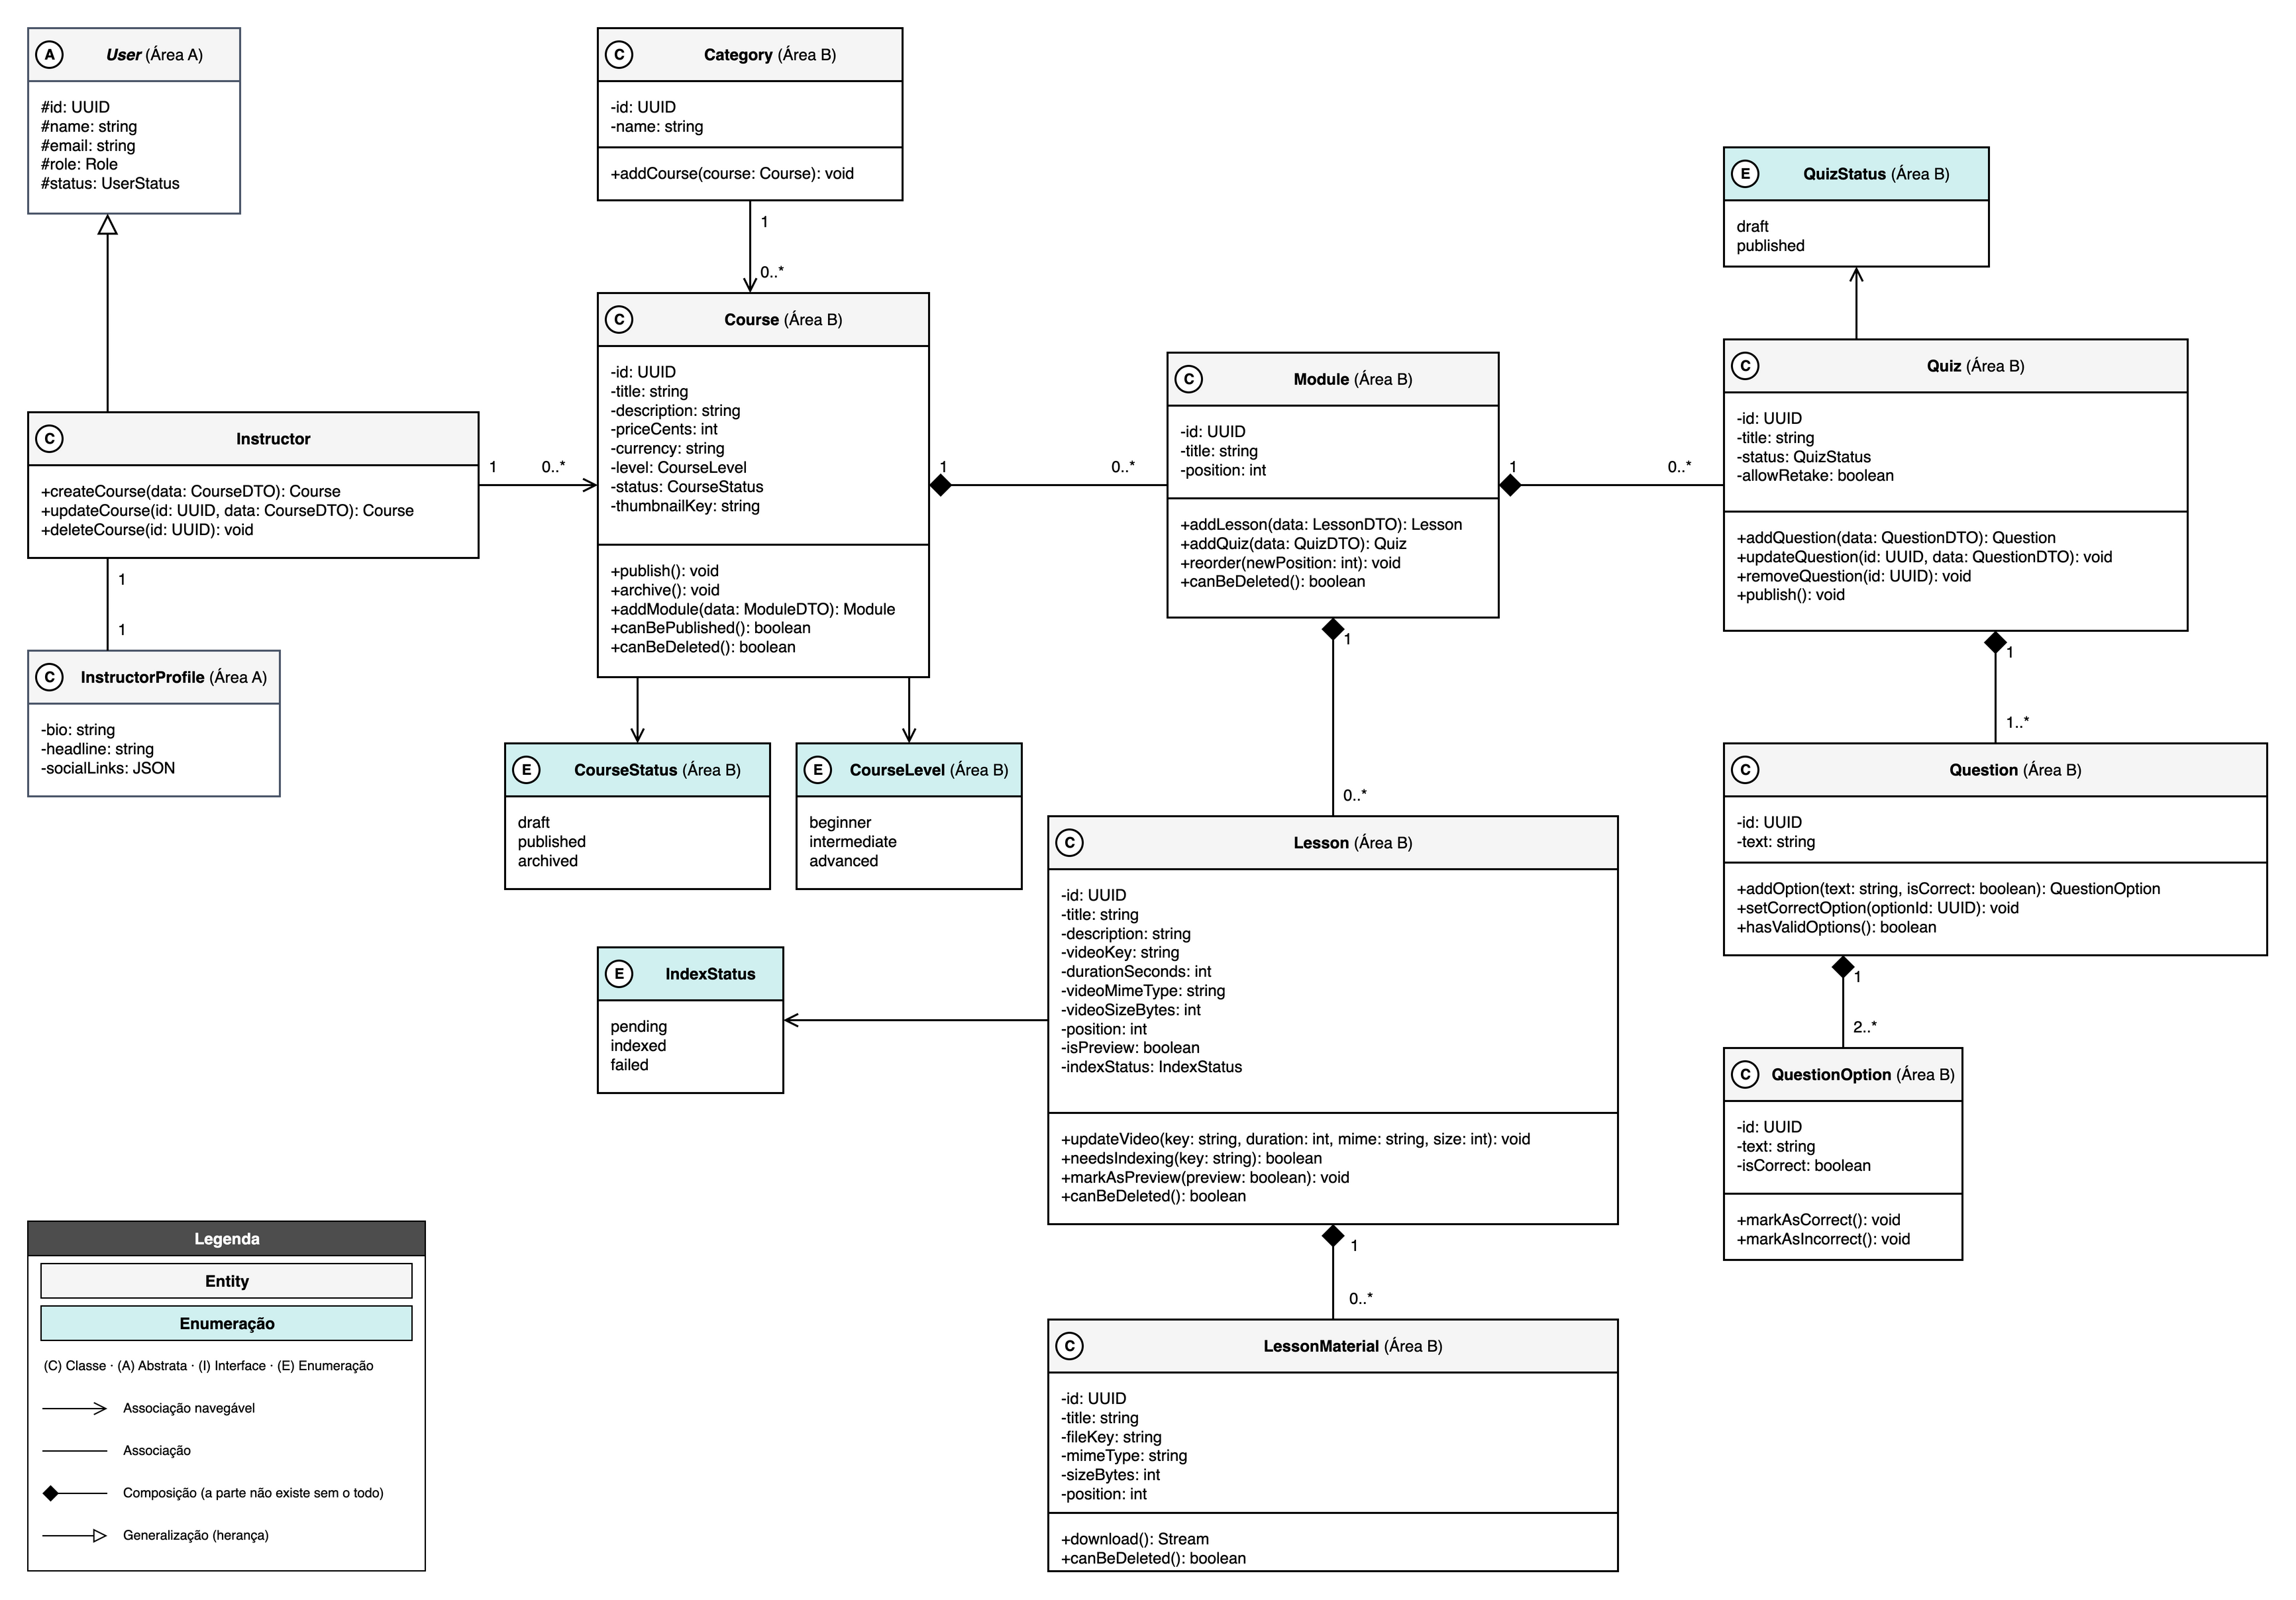 A
User (Área A)
#id: UUID
#name: string
#email: string
#role: Role
#status: UserStatus
C
Category (Área B)
-id: UUID
-name: string
+addCourse(course: Course): void
1
0..*
E
QuizStatus (Área B)
draft
published
C
Course (Área B)
-id: UUID
-title: string
-description: string
-priceCents: int
-currency: string
-level: CourseLevel
-status: CourseStatus
-thumbnailKey: string
+publish(): void
+archive(): void
+addModule(data: ModuleDTO): Module
+canBePublished(): boolean
+canBeDeleted(): boolean
C
Module (Área B)
-id: UUID
-title: string
-position: int
+addLesson(data: LessonDTO): Lesson
+addQuiz(data: QuizDTO): Quiz
+reorder(newPosition: int): void
+canBeDeleted(): boolean
C
Quiz (Área B)
-id: UUID
-title: string
-status: QuizStatus
-allowRetake: boolean
+addQuestion(data: QuestionDTO): Question
+updateQuestion(id: UUID, data: QuestionDTO): void
+removeQuestion(id: UUID): void
+publish(): void
C
Instructor
+createCourse(data: CourseDTO): Course
+updateCourse(id: UUID, data: CourseDTO): Course
+deleteCourse(id: UUID): void
1
0..*
1
0..*
1
0..*
1
1
C
InstructorProfile (Área A)
-bio: string
-headline: string
-socialLinks: JSON
E
CourseStatus (Área B)
draft
published
archived
E
CourseLevel (Área B)
beginner
intermediate
advanced
1
0..*
1
1..*
C
Question (Área B)
-id: UUID
-text: string
+addOption(text: string, isCorrect: boolean): QuestionOption
+setCorrectOption(optionId: UUID): void
+hasValidOptions(): boolean
C
Lesson (Área B)
-id: UUID
-title: string
-description: string
-videoKey: string
-durationSeconds: int
-videoMimeType: string
-videoSizeBytes: int
-position: int
-isPreview: boolean
-indexStatus: IndexStatus
+updateVideo(key: string, duration: int, mime: string, size: int): void
+needsIndexing(key: string): boolean
+markAsPreview(preview: boolean): void
+canBeDeleted(): boolean
E
IndexStatus
pending
indexed
failed
1
2..*
C
QuestionOption (Área B)
-id: UUID
-text: string
-isCorrect: boolean
+markAsCorrect(): void
+markAsIncorrect(): void
1
0..*
C
LessonMaterial (Área B)
-id: UUID
-title: string
-fileKey: string
-mimeType: string
-sizeBytes: int
-position: int
+download(): Stream
+canBeDeleted(): boolean
Legenda
Entity
Enumeração
(C) Classe · (A) Abstrata · (I) Interface · (E) Enumeração
Associação navegável
Associação
Composição (a parte não existe sem o todo)
Generalização (herança)